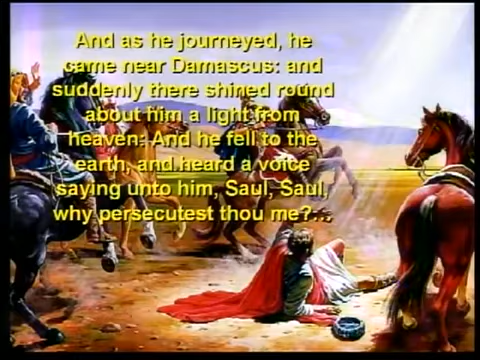 And as he journeyed, he
came near Damascus: and
suddenly there shined round
about him a light from
heaven: And he fell to the
earth, and heard a voice
saying unto him, Saul, Saul,
why persecutest thou me?...